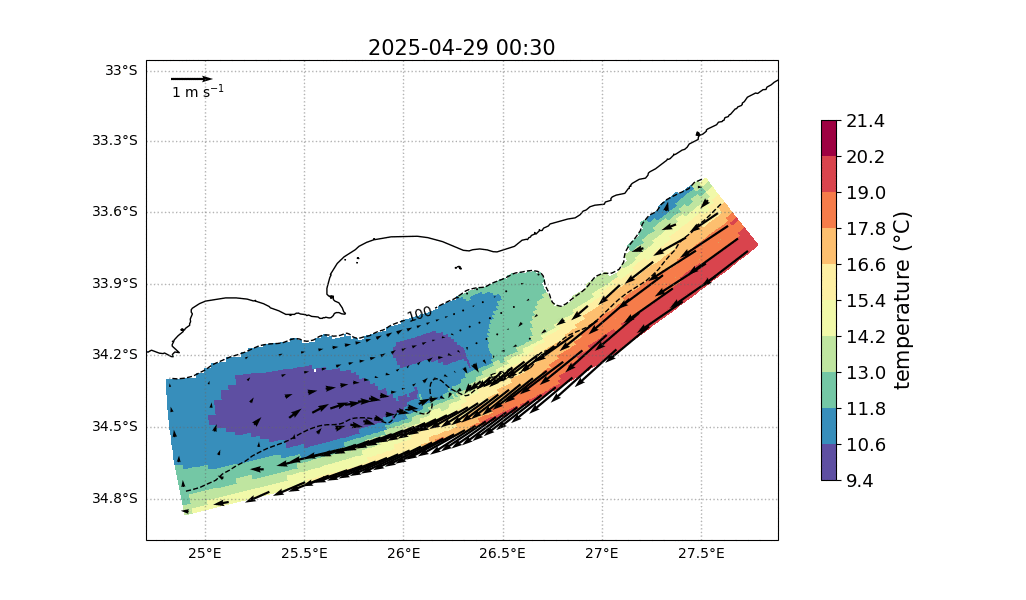 2025-04-29 00:30
1 m s⁻¹
33°S
33.3°S
33.6°S
33.9°S
34.2°S
34.5°S
34.8°S
25°E
25.5°E
26°E
26.5°E
27°E
27.5°E
100
21.4
20.2
19.0
17.8
16.6
15.4
14.2
13.0
11.8
10.6
9.4
temperature (°C)